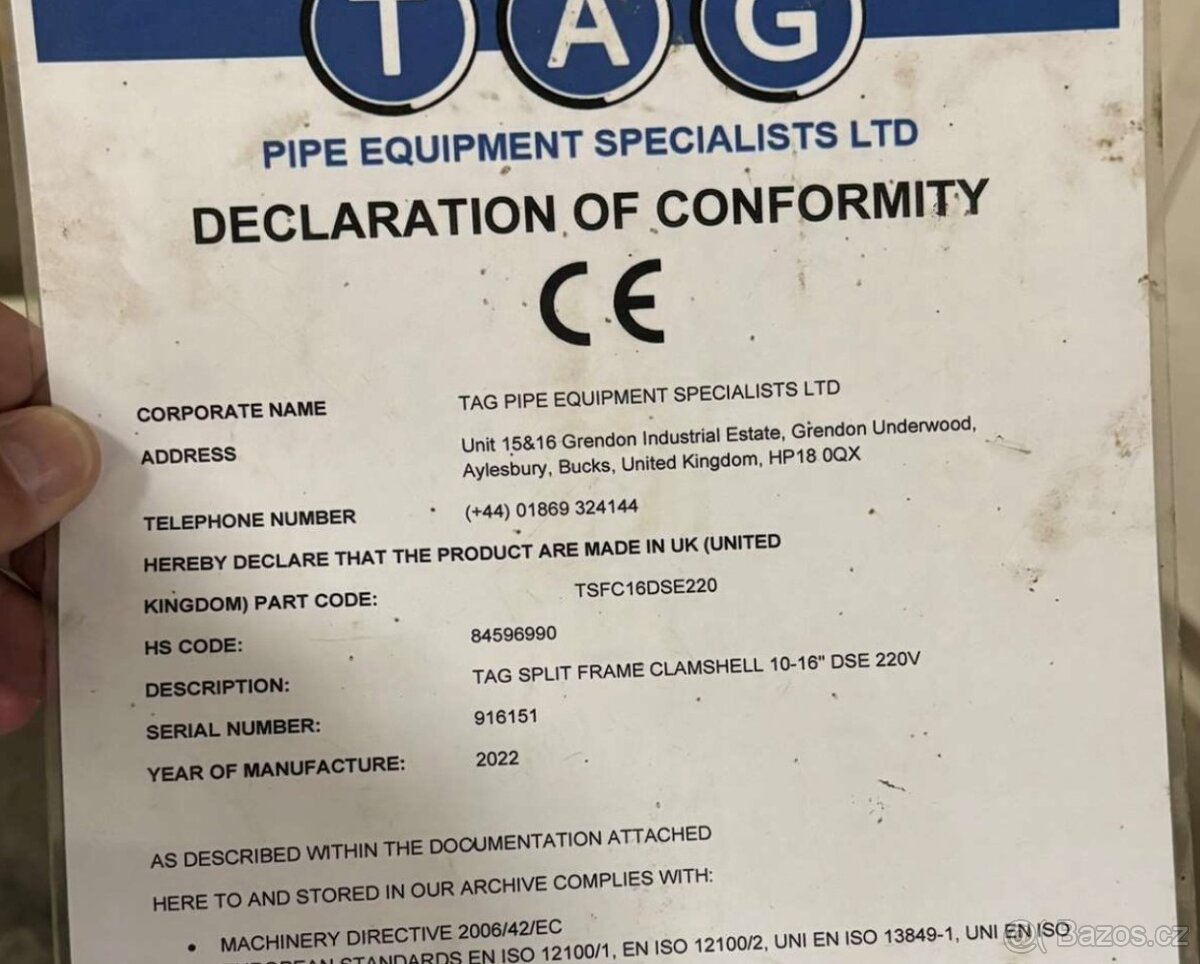 TAG
PIPE EQUIPMENT SPECIALISTS LTD
DECLARATION OF CONFORMITY
CE
CORPORATE NAME TAG PIPE EQUIPMENT SPECIALISTS LTD
ADDRESS Unit 15&16 Grendon Industrial Estate, Grendon Underwood,
Aylesbury, Bucks, United Kingdom, HP18 0QX
TELEPHONE NUMBER (+44) 01869 324144
HEREBY DECLARE THAT THE PRODUCT ARE MADE IN UK (UNITED
KINGDOM) PART CODE: TSFC16DSE220
HS CODE: 84596990
DESCRIPTION: TAG SPLIT FRAME CLAMSHELL 10-16" DSE 220V
SERIAL NUMBER: 916151
YEAR OF MANUFACTURE: 2022
AS DESCRIBED WITHIN THE DOCUMENTATION ATTACHED
HERE TO AND STORED IN OUR ARCHIVE COMPLIES WITH:
• MACHINERY DIRECTIVE 2006/42/EC
EUROPEAN STANDARDS EN ISO 12100/1, EN ISO 12100/2, UNI EN ISO 13849-1, UNI EN ISO
Bazos.cz